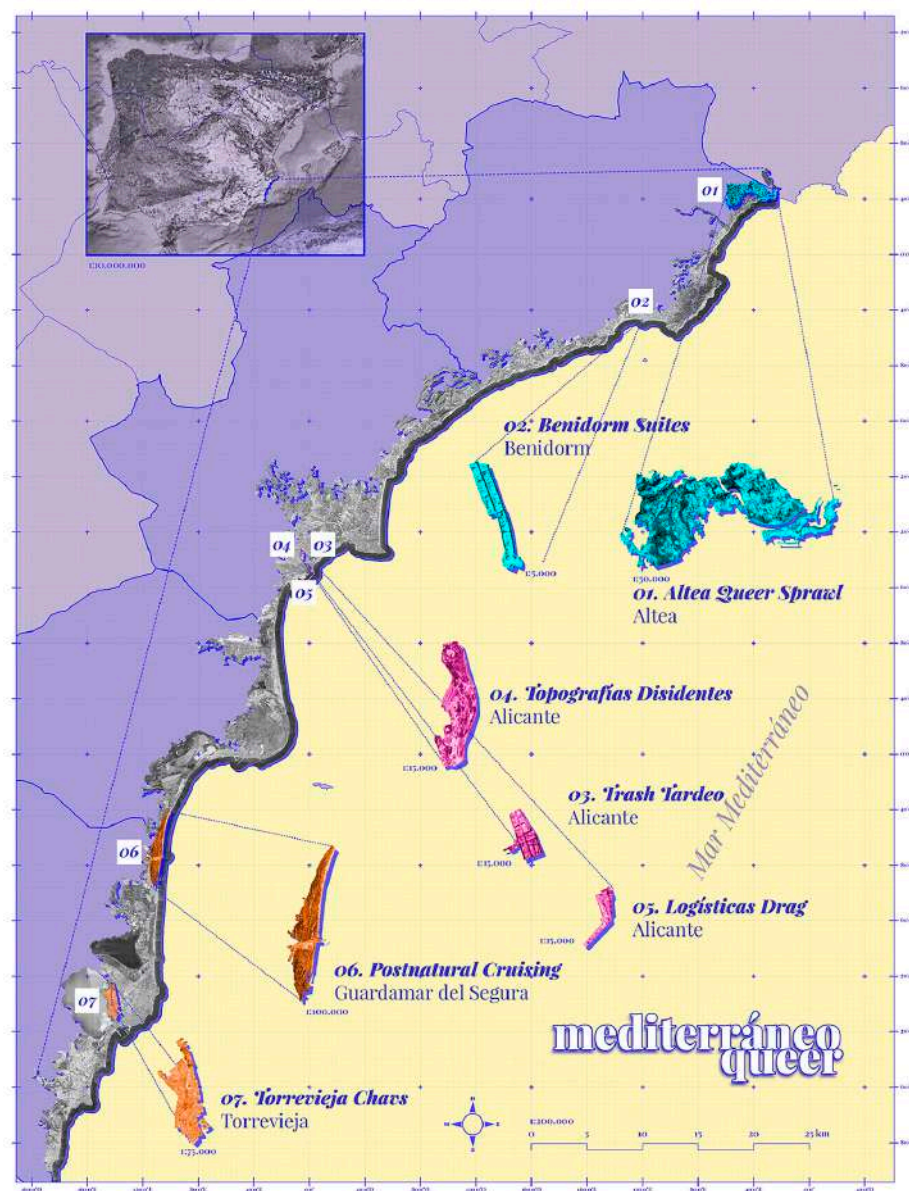 1:10.000.000
01
02
02. Benidorm Suites
Benidorm
1:5.000
1:50.000
01. Altea Queer Sprawl
Altea
04
03
05
04. Topografías Disidentes
Alicante
1:15.000
Mar Mediterráneo
03. Trash Tardeo
Alicante
1:15.000
06
05. Logísticas Drag
Alicante
1:25.000
06. Postnatural Cruising
Guardamar del Segura
1:100.000
07
mediterráneo
queer
07. Torrevieja Chavs
Torrevieja
1:75.000
1:200.000
0 5 10 15 20 25 km